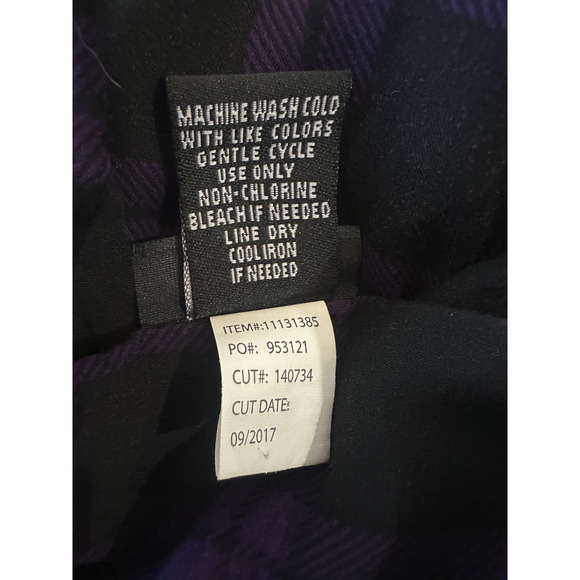 MACHINE WASH COLD
WITH LIKE COLORS
GENTLE CYCLE
USE ONLY
NON-CHLORINE
BLEACH IF NEEDED
LINE DRY
COOL IRON
IF NEEDED
ITEM#:11131385
PO#: 953121
CUT#: 140734
CUT DATE:
09/2017